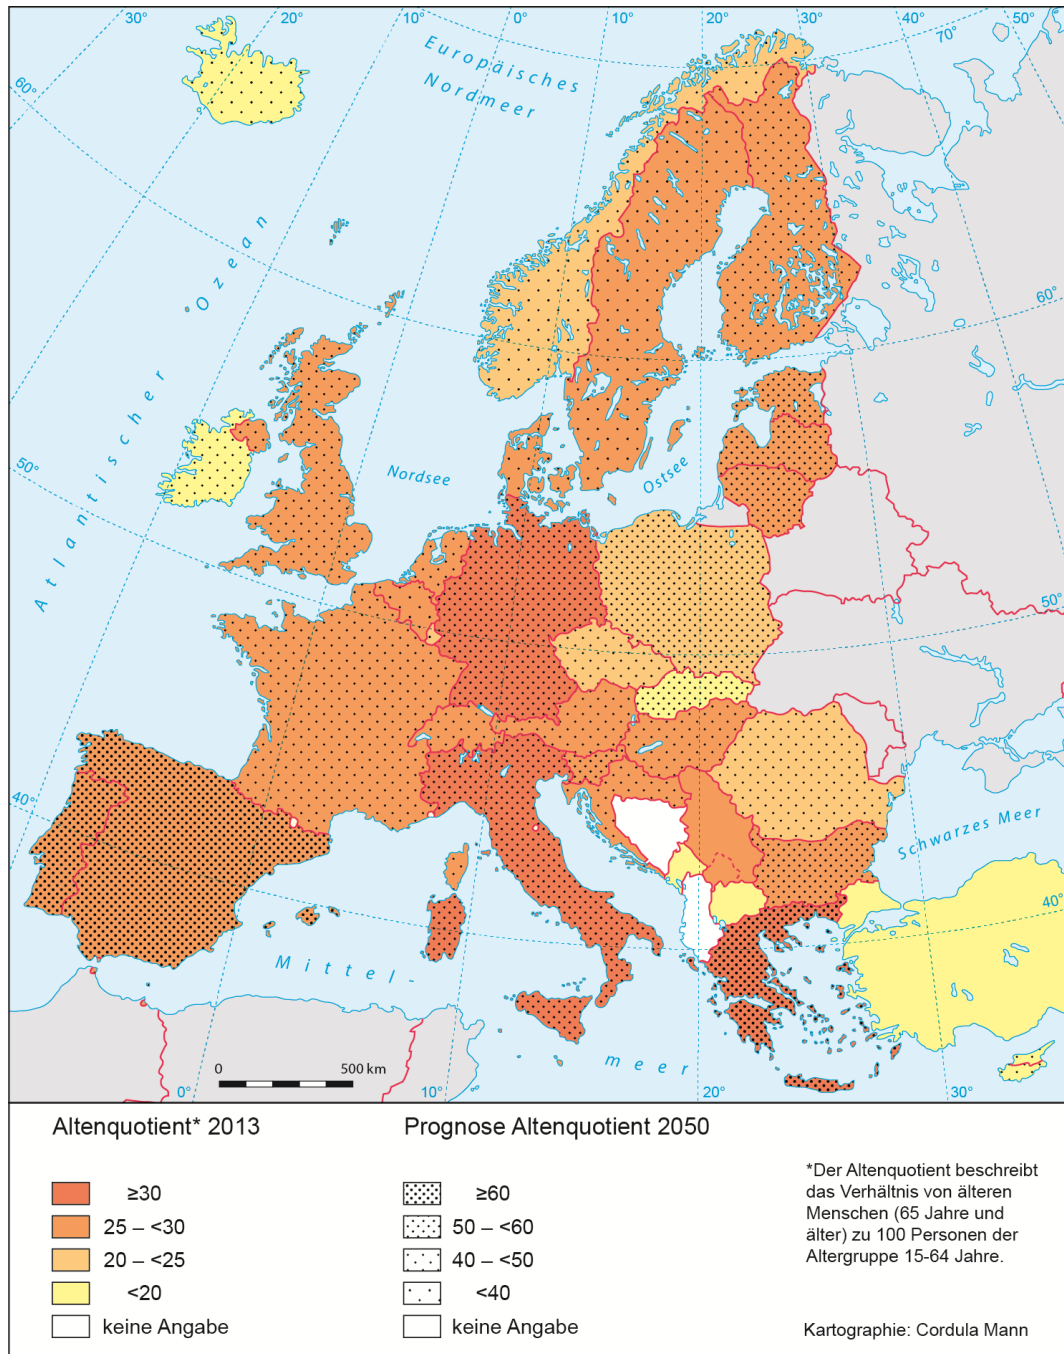 30°
20°
10°
0°
10°
20°
30°
40°
50°
70°
60°
Europäisches
Nordmeer
60°
Atlantischer Ozean
50°
Nordsee
Ostsee
50°
40°
Schwarzes Meer
40°
Mittel-
meer
0
500 km
0°
10°
20°
30°
Altenquotient* 2013
≥30
25 – <30
20 – <25
<20
keine Angabe
Prognose Altenquotient 2050
≥60
50 – <60
40 – <50
<40
keine Angabe
*Der Altenquotient beschreibt
das Verhältnis von älteren
Menschen (65 Jahre und
älter) zu 100 Personen der
Altergruppe 15-64 Jahre.
Kartographie: Cordula Mann